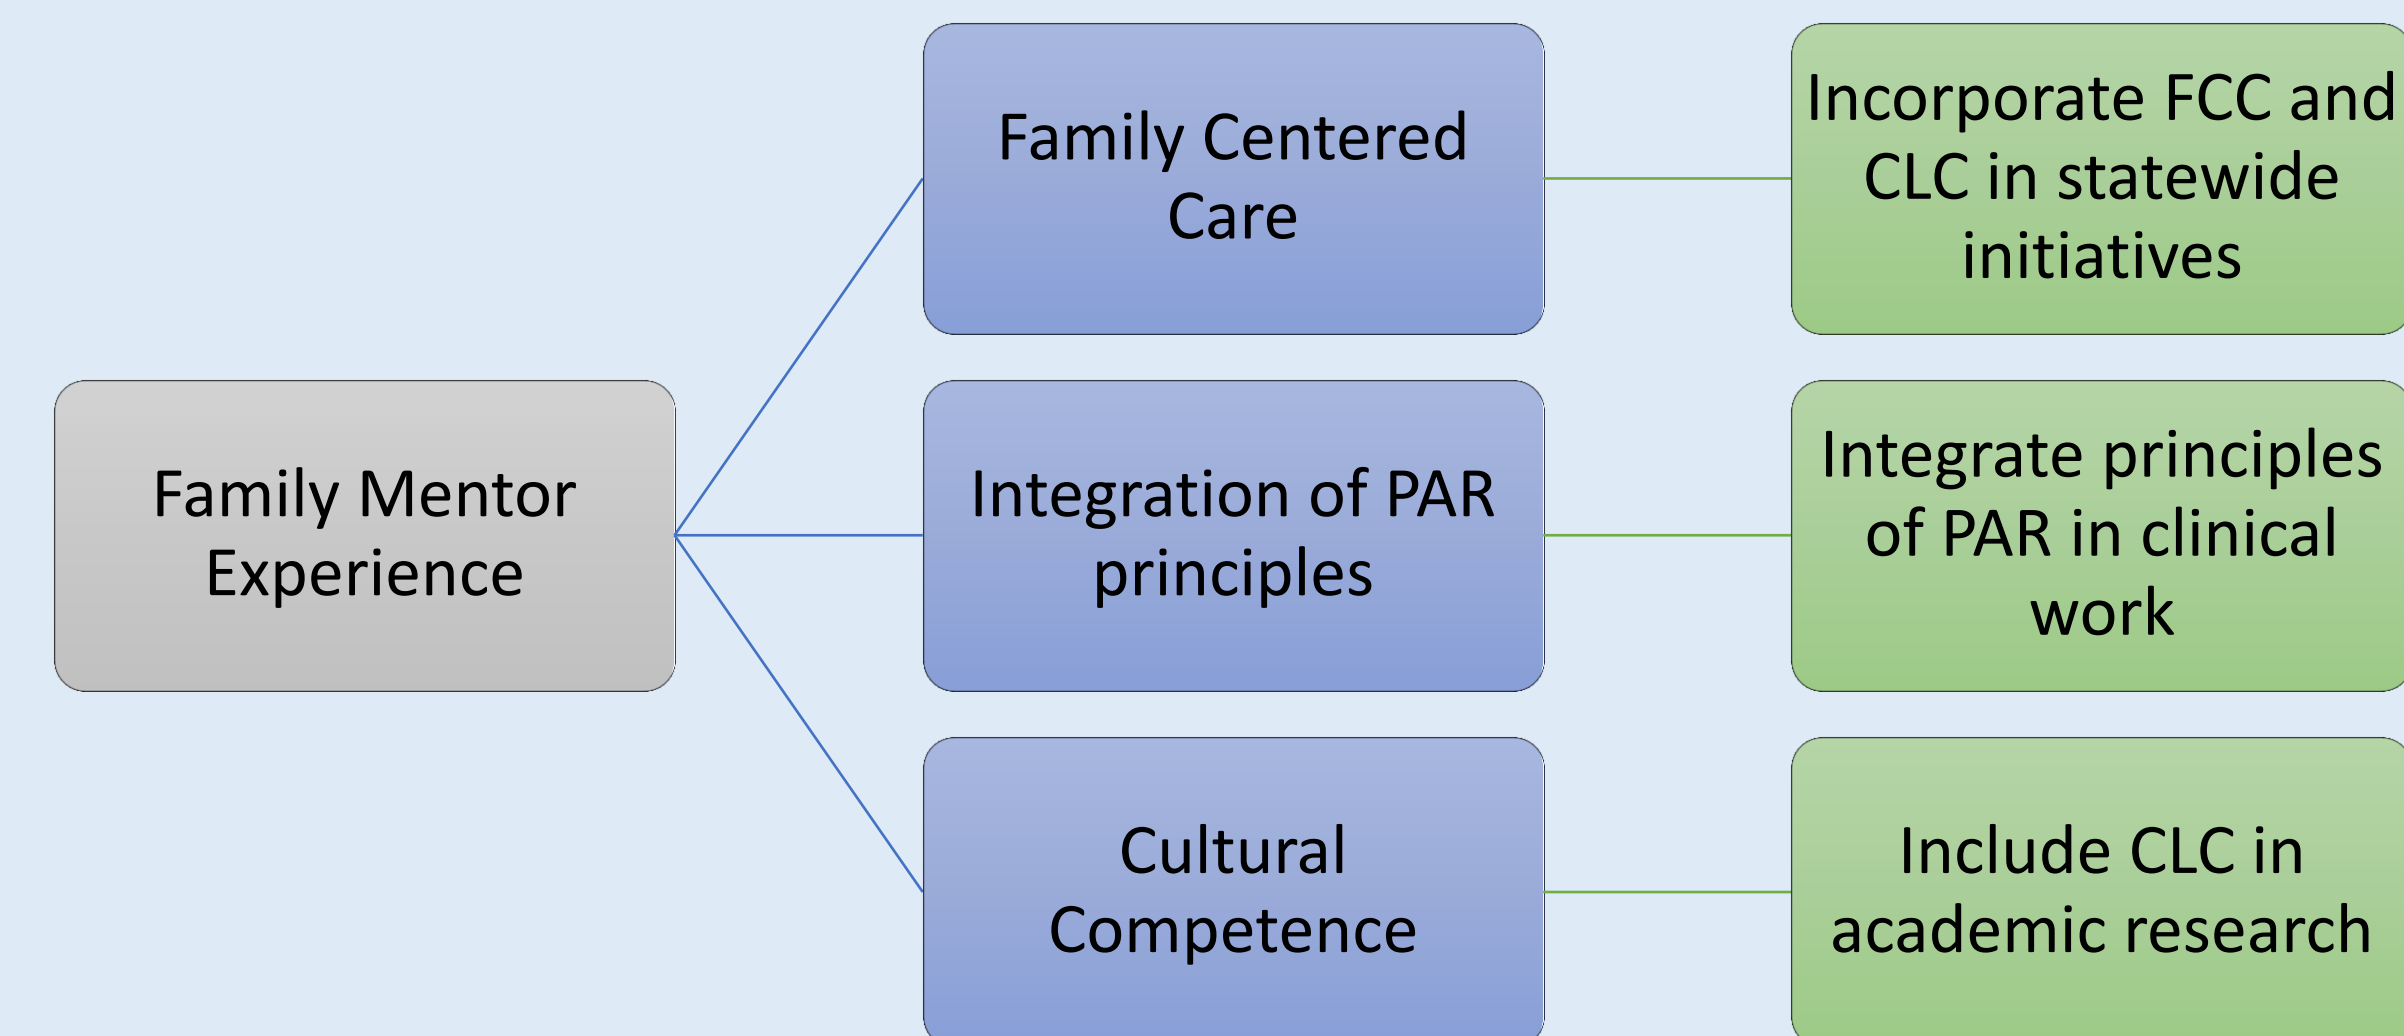 Family Mentor
Experience
Family Centered
Care
Incorporate FCC and
CLC in statewide
initiatives
Integration of PAR
principles
Integrate principles
of PAR in clinical
work
Cultural
Competence
Include CLC in
academic research